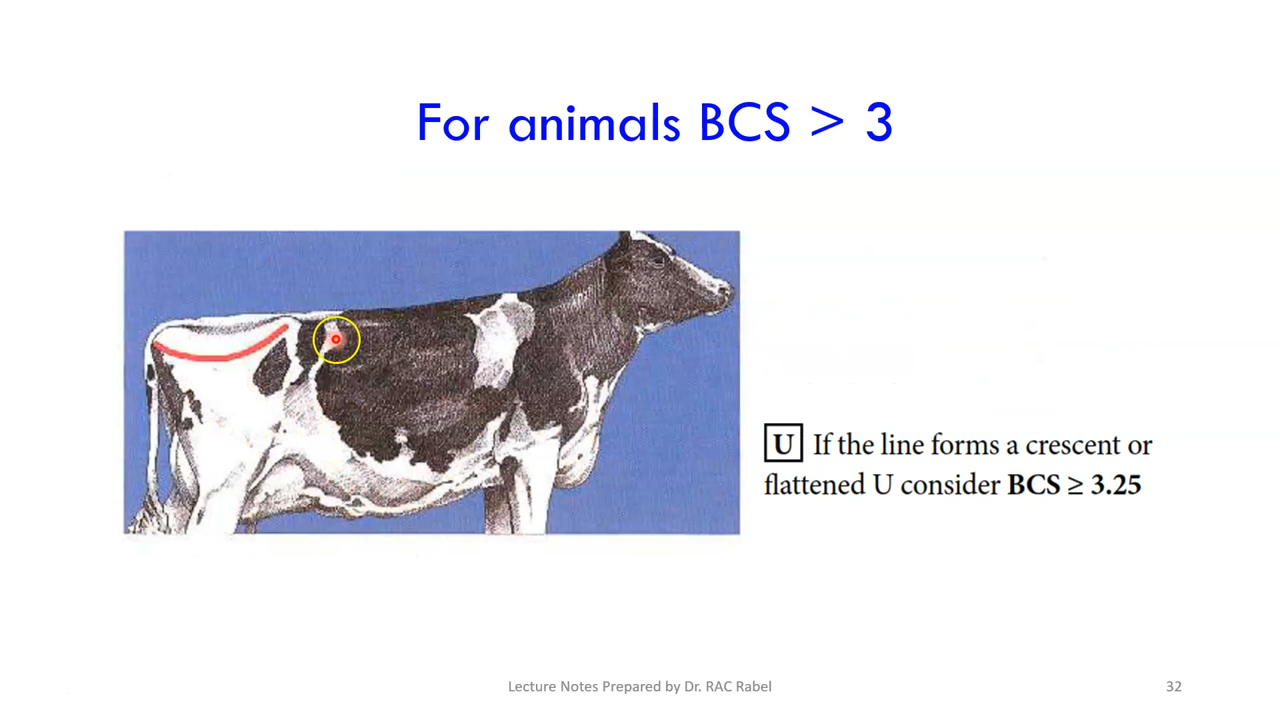 For animals BCS > 3
U If the line forms a crescent or
flattened U consider BCS ≥ 3.25
Lecture Notes Prepared by Dr. RAC Rabel
32